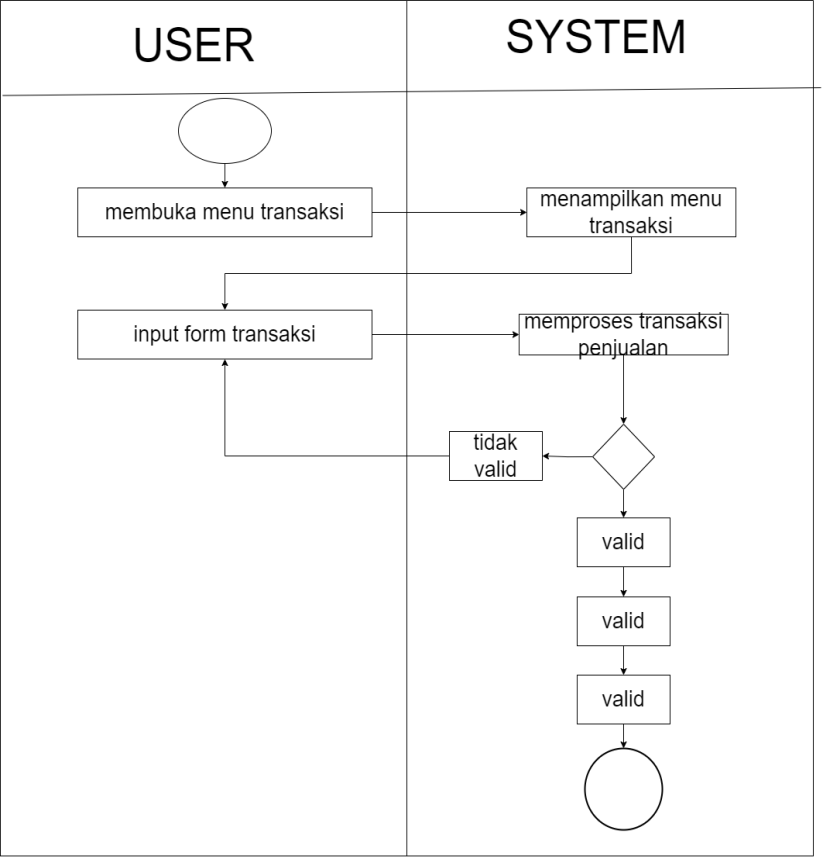 USER
SYSTEM
membuka menu transaksi
menampilkan menu
transaksi
input form transaksi
memproses transaksi
penjualan
tidak
valid
valid
valid
valid